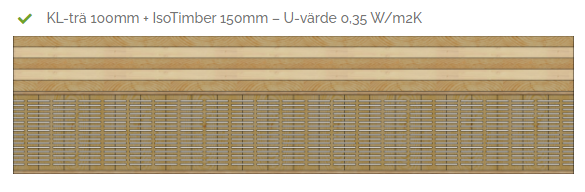 KL-trä 100mm + IsoTimber 150mm – U-värde 0,35 W/m2K